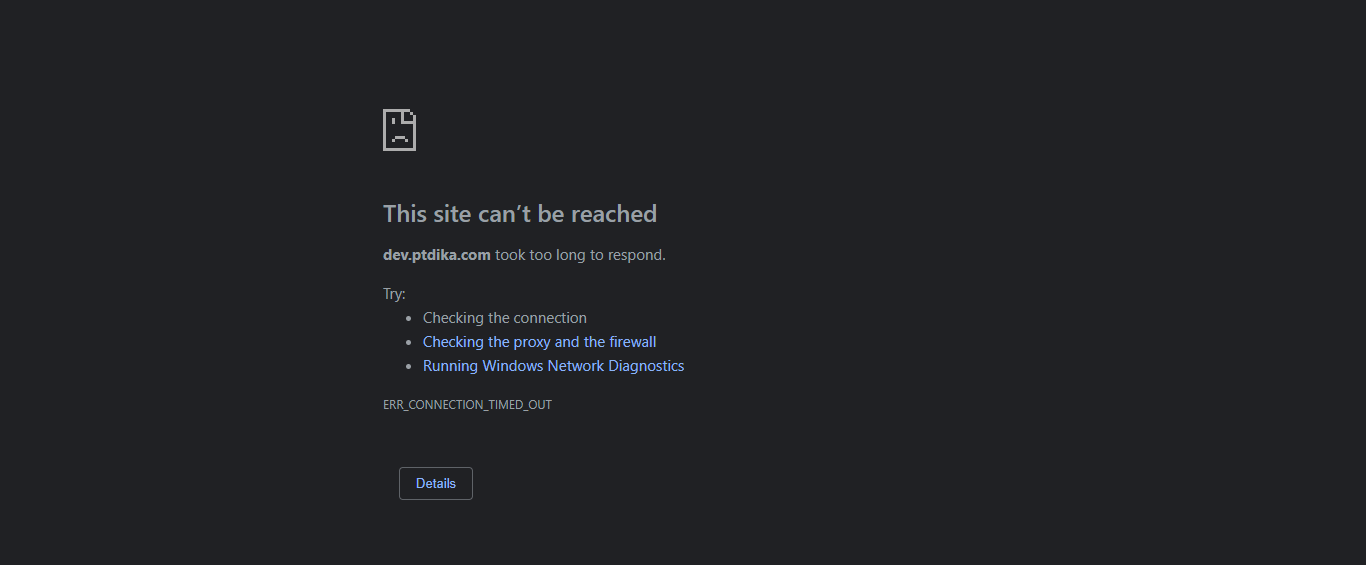 This site can’t be reached
dev.ptdika.com took too long to respond.
Try:
• Checking the connection
• Checking the proxy and the firewall
• Running Windows Network Diagnostics
ERR_CONNECTION_TIMED_OUT
Details